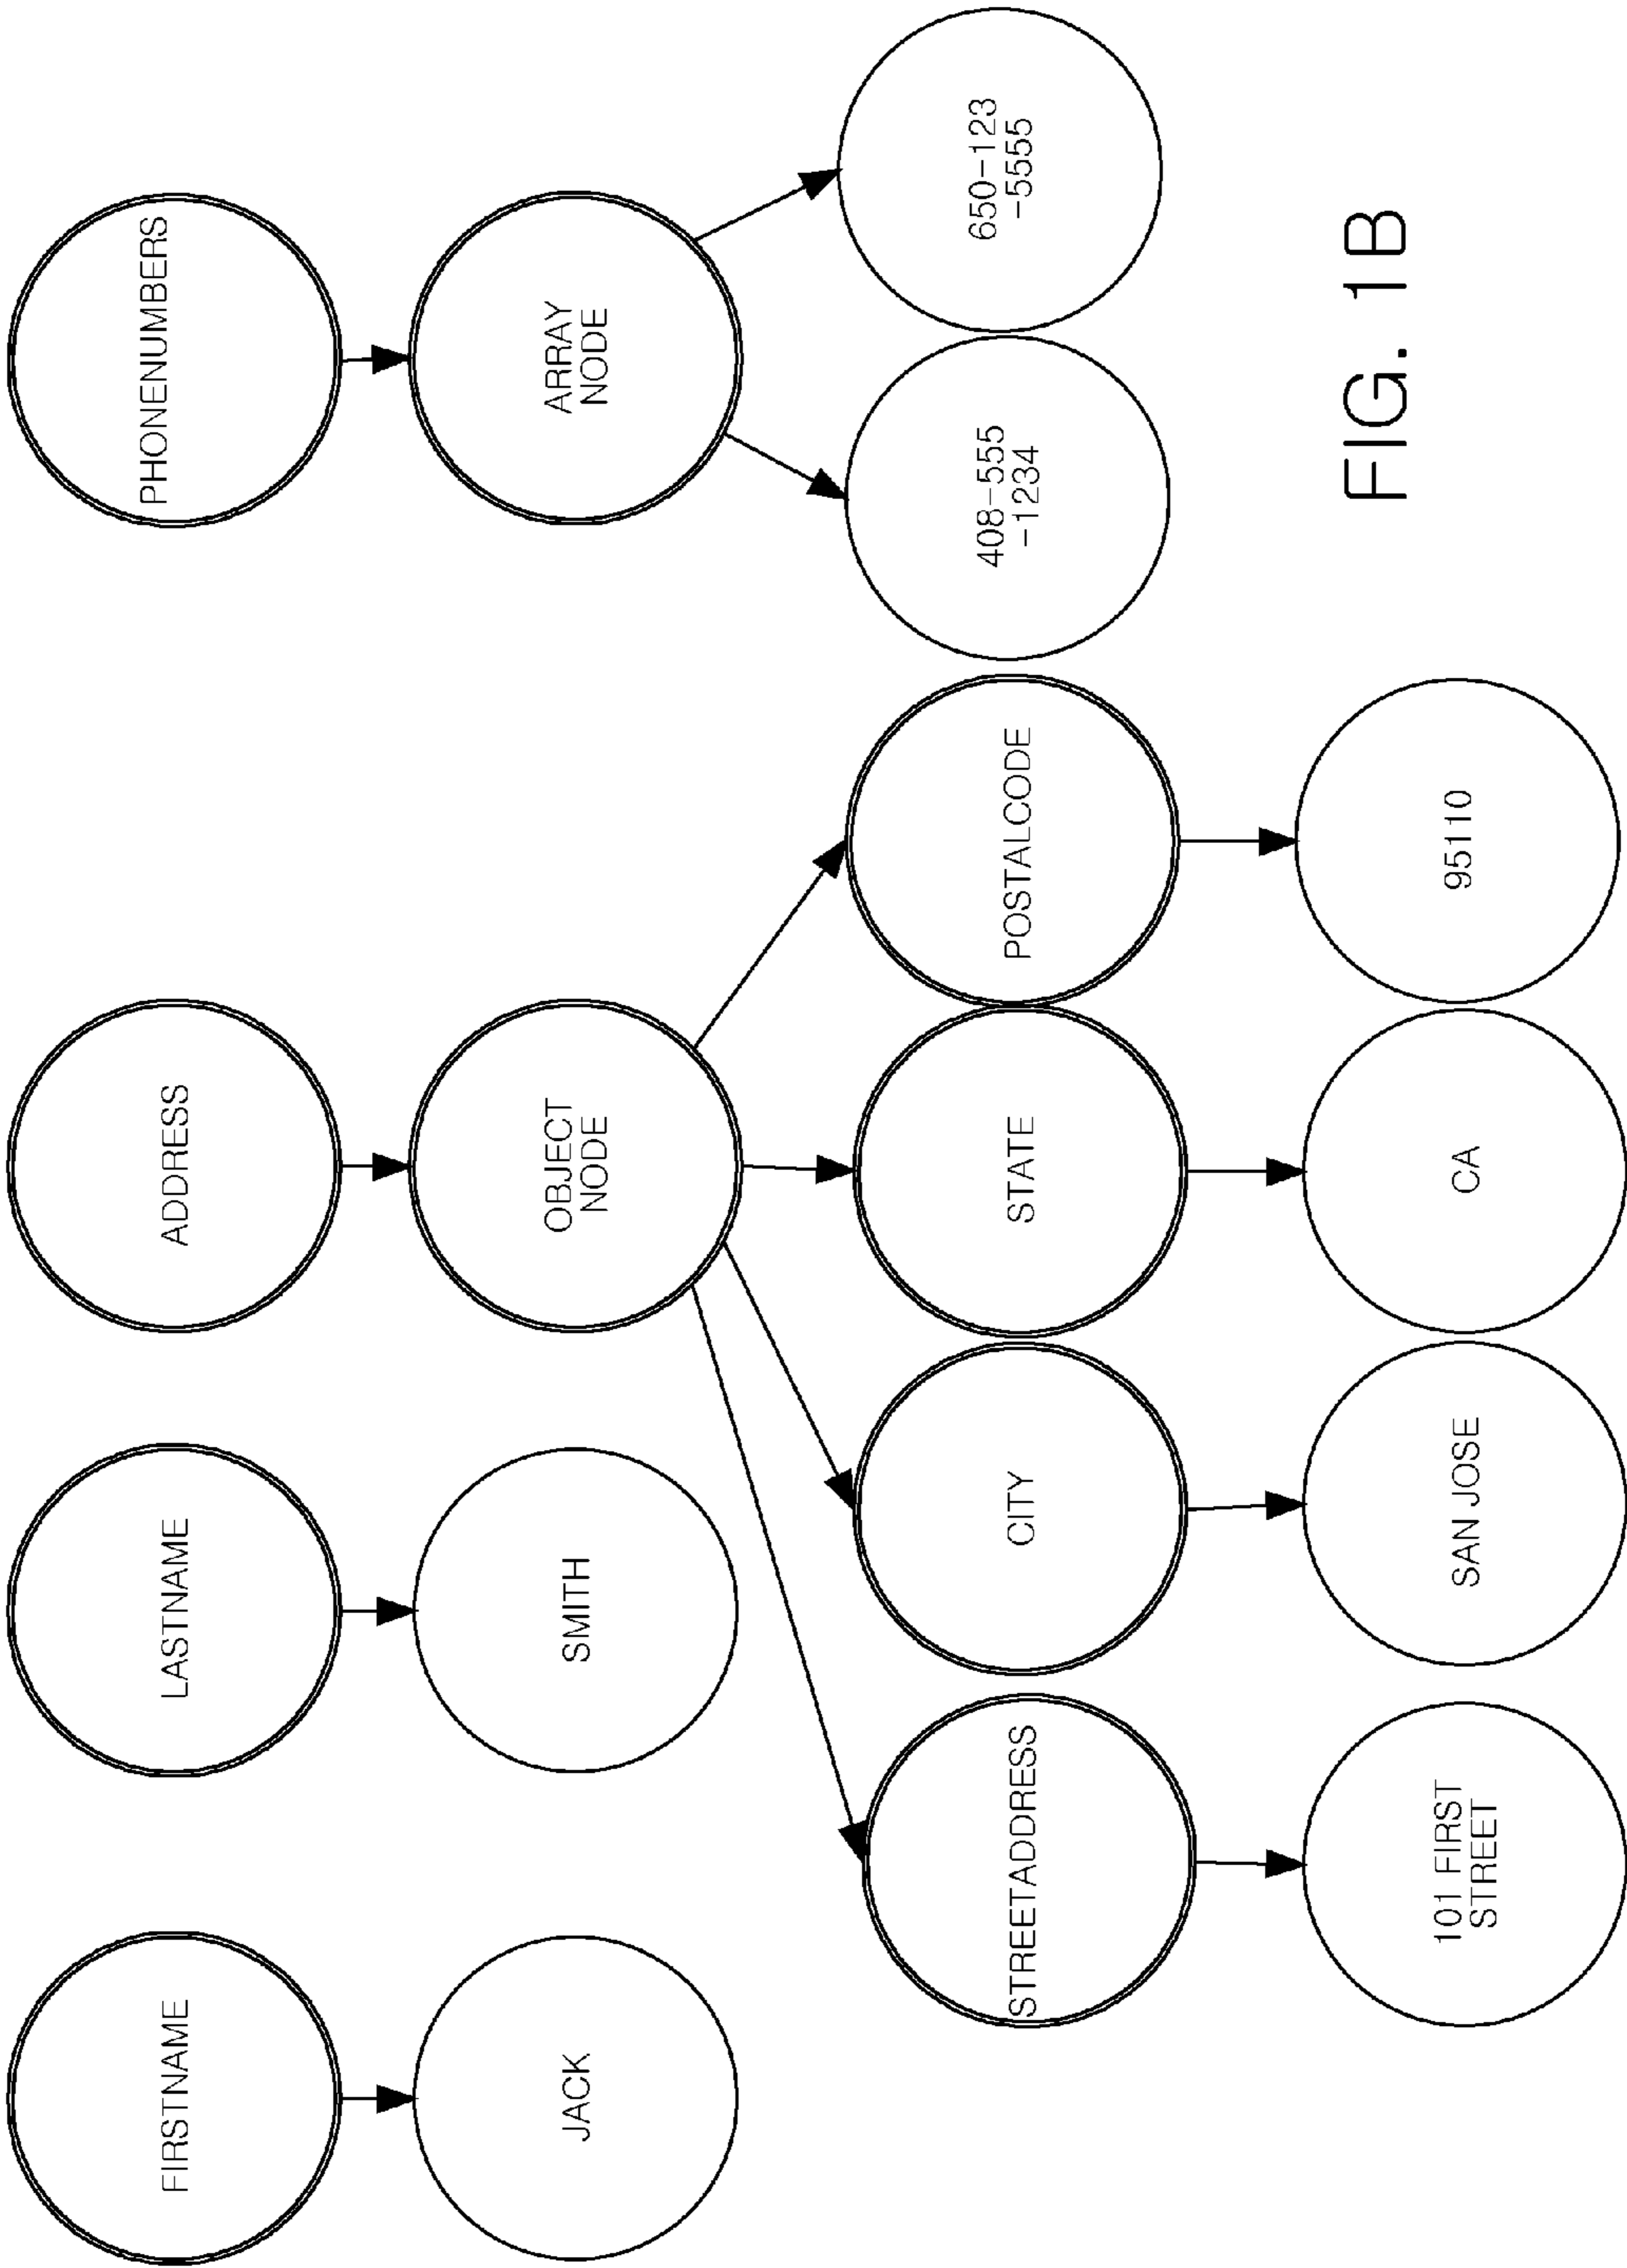 FIRSTNAME
LASTNAME
ADDRESS
PHONENUMBERS
JACK
SMITH
OBJECT
NODE
ARRAY
NODE
STREETADDRESS
CITY
STATE
POSTALCODE
408-555
-1234
650-123
-5555
101 FIRST
STREET
SAN JOSE
CA
95110
FIG. 1B